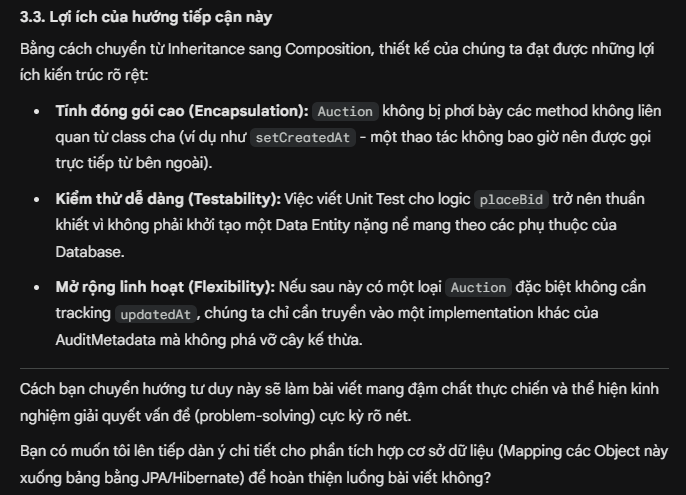 3.3. Lợi ích của hướng tiếp cận này
Bằng cách chuyển từ Inheritance sang Composition, thiết kế của chúng ta đạt được những lợi
ích kiến trúc rõ rệt:
• Tính đóng gói cao (Encapsulation): Auction không bị phơi bày các method không liên
quan từ class cha (ví dụ như setCreatedAt - một thao tác không bao giờ nên được gọi
trực tiếp từ bên ngoài).
• Kiểm thử dễ dàng (Testability): Việc viết Unit Test cho logic placeBid trở nên thuần
khiết vì không phải khởi tạo một Data Entity nặng nề mang theo các phụ thuộc của
Database.
• Mở rộng linh hoạt (Flexibility): Nếu sau này có một loại Auction đặc biệt không cần
tracking updatedAt, chúng ta chỉ cần truyền vào một implementation khác của
AuditMetadata mà không phá vỡ cây kế thừa.
Cách bạn chuyển hướng tư duy này sẽ làm bài viết mang đậm chất thực chiến và thể hiện kinh
nghiệm giải quyết vấn đề (problem-solving) cực kỳ rõ nét.
Bạn có muốn tôi lên tiếp dàn ý chi tiết cho phần tích hợp cơ sở dữ liệu (Mapping các Object này
xuống bảng bằng JPA/Hibernate) để hoàn thiện luồng bài viết không?